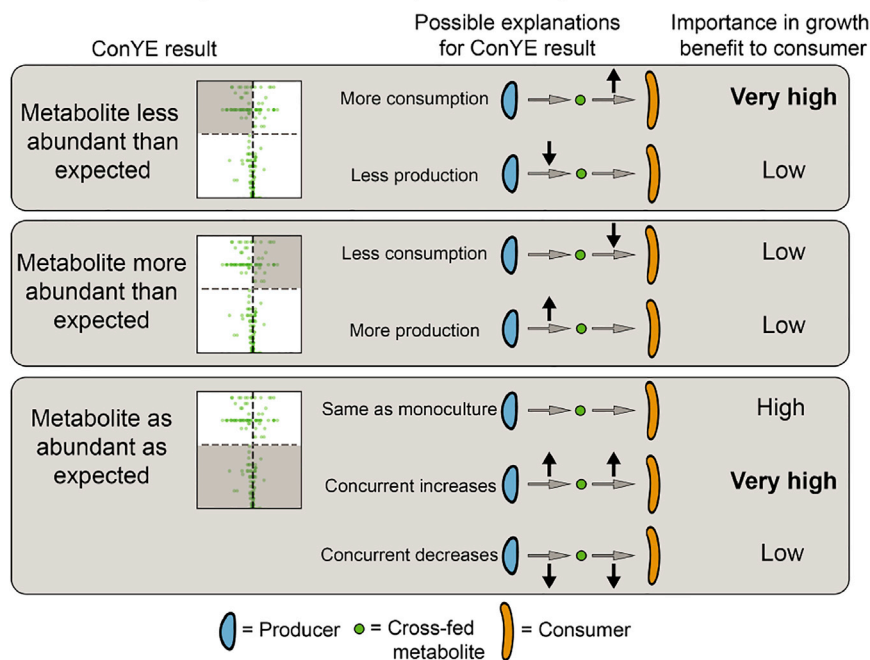 ConYE result
Possible explanations
for ConYE result
Importance in growth
benefit to consumer
Metabolite less
abundant than
expected
More consumption
Very high
Less production
Low
Metabolite more
abundant than
expected
Less consumption
Low
More production
Low
Metabolite as
abundant as
expected
Same as monoculture
High
Concurrent increases
Very high
Concurrent decreases
Low
= Producer
= Cross-fed
metabolite
= Consumer